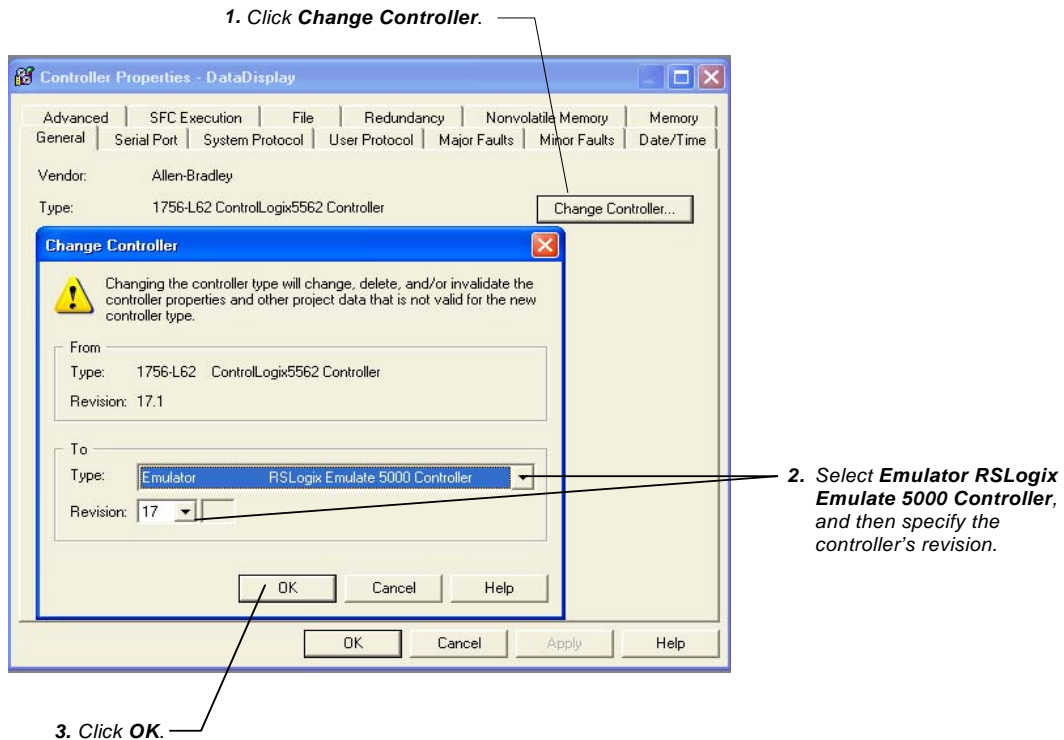 1. Click Change Controller.
Controller Properties - DataDisplay
Advanced SFC Execution File Redundancy Nonvolatile Memory Memory
General Serial Port System Protocol User Protocol Major Faults Minor Faults Date/Time
Vendor: Allen-Bradley
Type: 1756-L62 ControlLogix5562 Controller Change Controller...
Change Controller
Changing the controller type will change, delete, and/or invalidate the
controller properties and other project data that is not valid for the new
controller type.
From
Type: 1756-L62 ControlLogix5562 Controller
Revision: 17.1
To
Type: Emulator RSLogix Emulate 5000 Controller
Revision: 17
2. Select Emulator RSLogix
Emulate 5000 Controller,
and then specify the
controller's revision.
OK Cancel Help
OK Cancel Apply Help
3. Click OK.